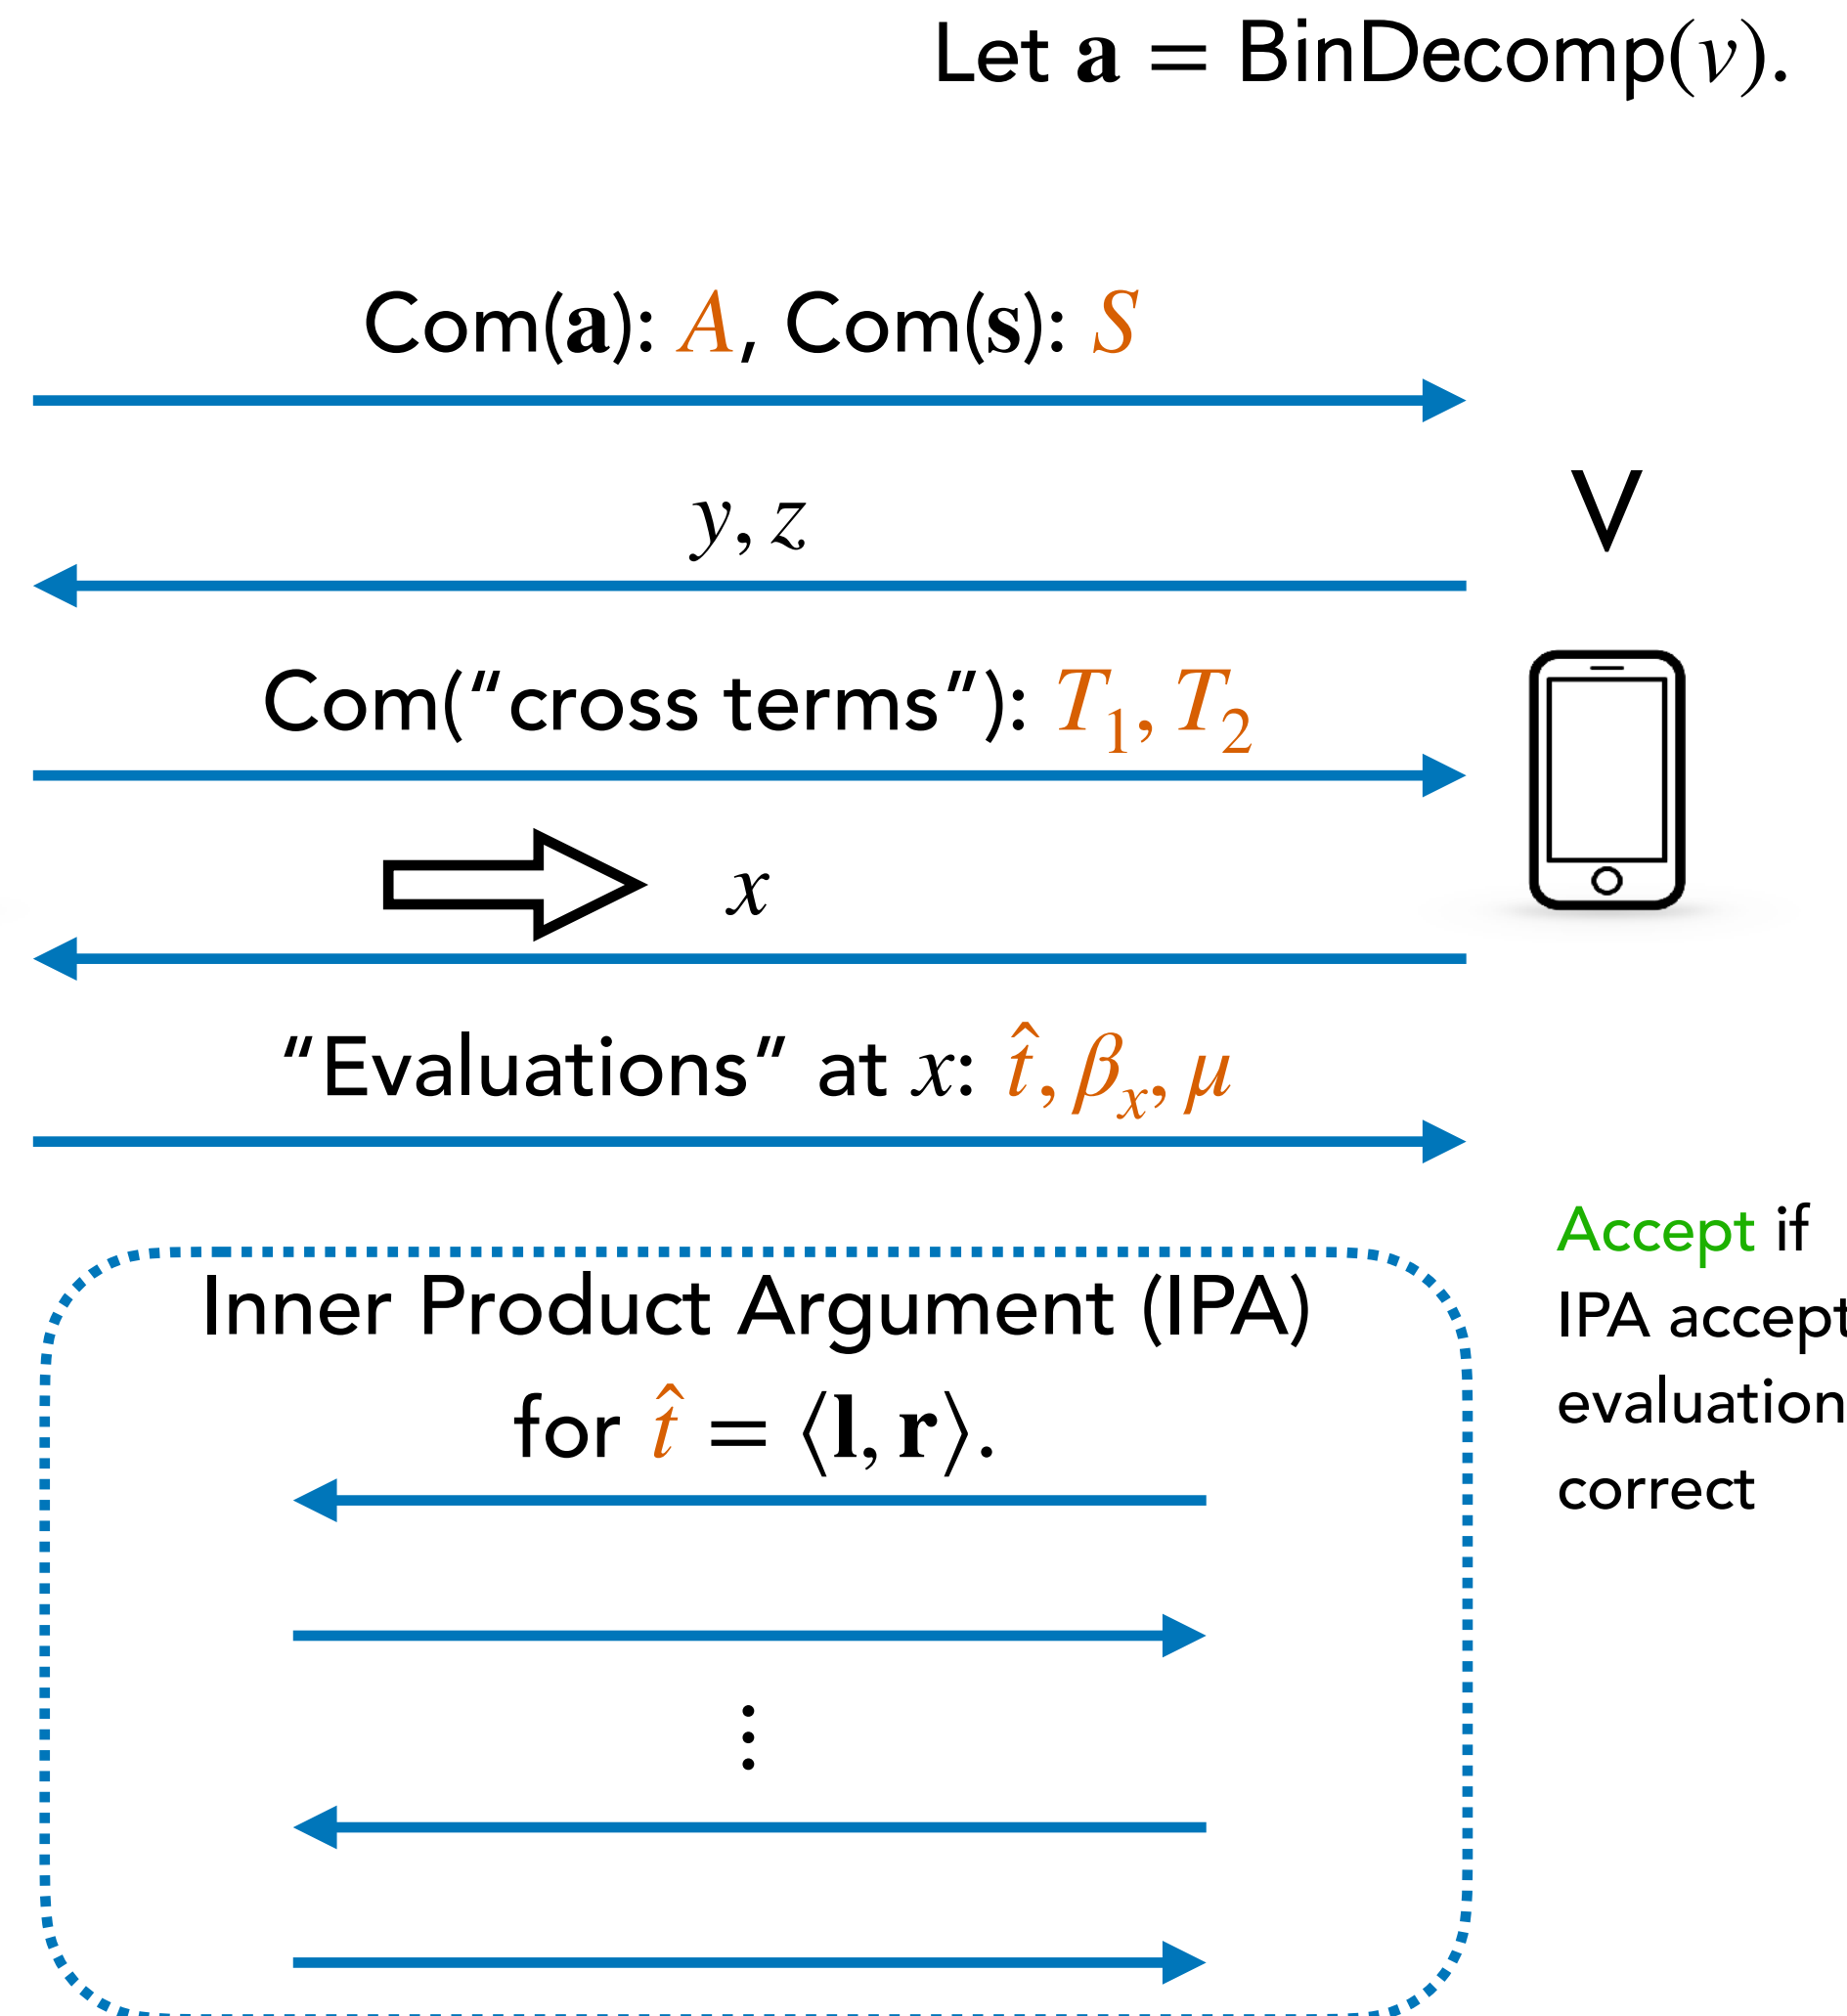 Let 𝐚 = BinDecomp(v).
Com(𝐚): A, Com(𝐬): S
y, z
V
Com(“cross terms”): T₁, T₂
x
“Evaluations” at x: t̂, βₓ, μ
Accept if
IPA accept
evaluation
correct
Inner Product Argument (IPA)
for t̂ = ⟨𝐥, 𝐫⟩.
⋮